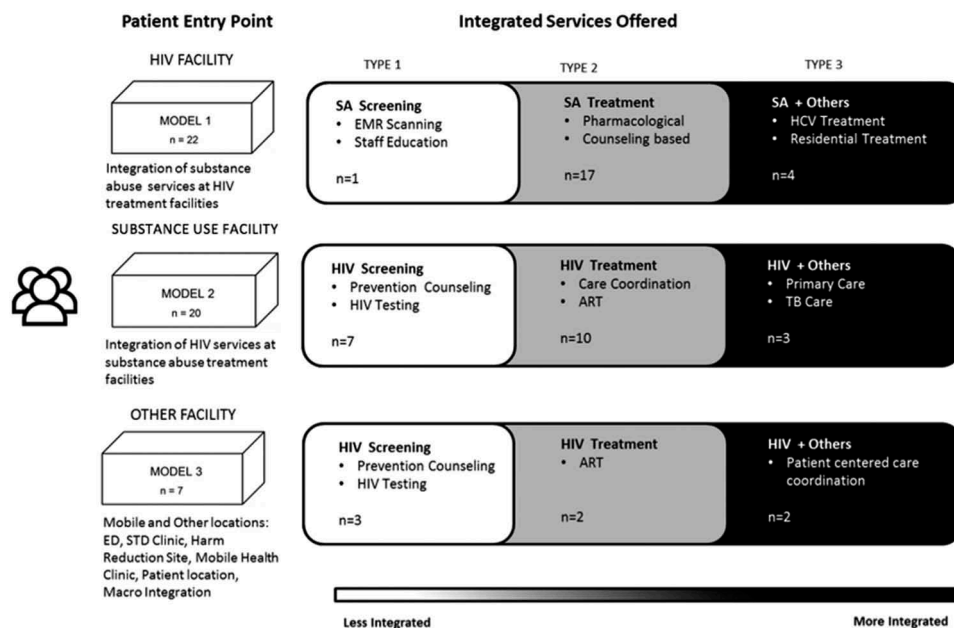 Patient Entry Point
Integrated Services Offered
HIV FACILITY
TYPE 1
TYPE 2
TYPE 3
MODEL 1
n = 22
Integration of substance
abuse services at HIV
treatment facilities
SA Screening
• EMR Scanning
• Staff Education
n=1
SA Treatment
• Pharmacological
• Counseling based
n=17
SA + Others
• HCV Treatment
• Residential Treatment
n=4
SUBSTANCE USE FACILITY
MODEL 2
n = 20
Integration of HIV services at
substance abuse treatment
facilities
HIV Screening
• Prevention Counseling
• HIV Testing
n=7
HIV Treatment
• Care Coordination
• ART
n=10
HIV + Others
• Primary Care
• TB Care
n=3
OTHER FACILITY
MODEL 3
n = 7
Mobile and Other locations:
ED, STD Clinic, Harm
Reduction Site, Mobile Health
Clinic, Patient location,
Macro Integration
HIV Screening
• Prevention Counseling
• HIV Testing
n=3
HIV Treatment
• ART
n=2
HIV + Others
• Patient centered care
coordination
n=2
Less Integrated
More Integrated